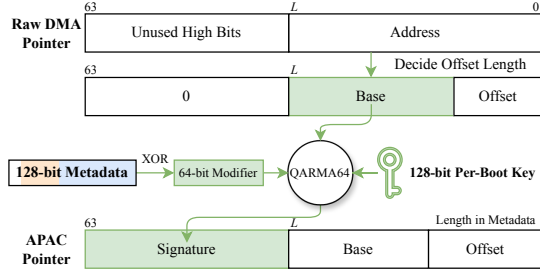 63 L 0
Raw DMA Pointer Unused High Bits Address
Decide Offset Length
63 L
0 Base Offset
128-bit Metadata XOR 64-bit Modifier QARMA64 128-bit Per-Boot Key
63 L Length in Metadata
APAC Pointer Signature Base Offset